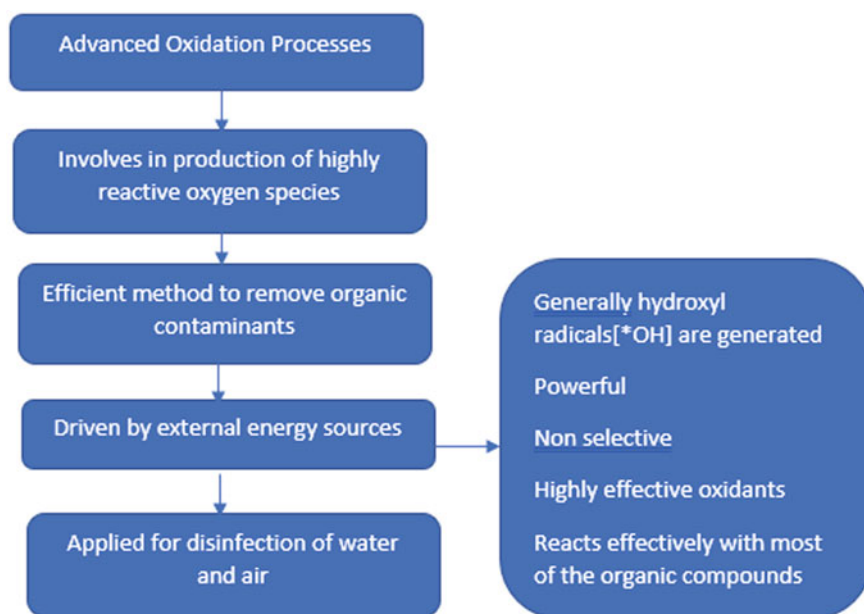 Advanced Oxidation Processes
Involves in production of highly
reactive oxygen species
Efficient method to remove organic
contaminants
Driven by external energy sources
Applied for disinfection of water
and air
Generally hydroxyl
radicals[*OH] are generated
Powerful
Non selective
Highly effective oxidants
Reacts effectively with most
of the organic compounds